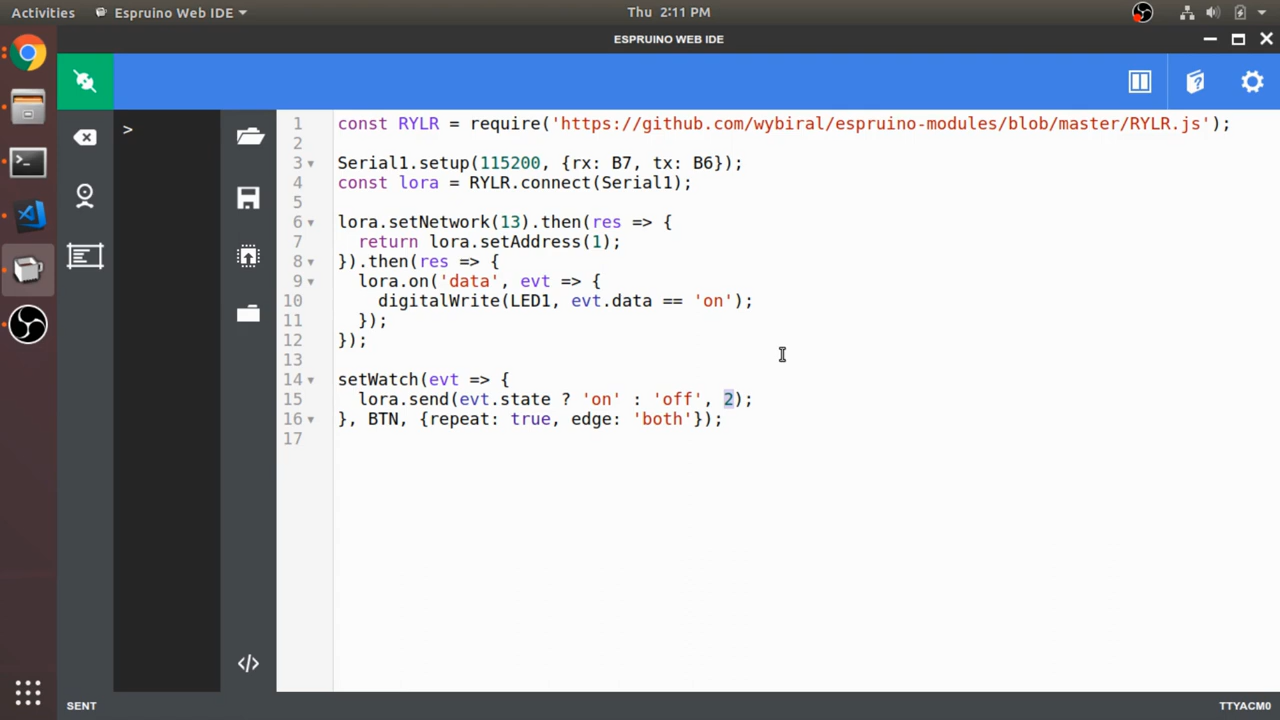 Activities Espruino Web IDE Thu 2:11 PM
ESPRUINO WEB IDE
>
1 const RYLR = require('https://github.com/wybiral/espruino-modules/blob/master/RYLR.js');
2
3 Serial1.setup(115200, {rx: B7, tx: B6});
4 const lora = RYLR.connect(Serial1);
5
6 lora.setNetwork(13).then(res => {
7   return lora.setAddress(1);
8 }).then(res => {
9   lora.on('data', evt => {
10     digitalWrite(LED1, evt.data == 'on');
11   });
12 });
13
14 setWatch(evt => {
15   lora.send(evt.state ? 'on' : 'off', 2);
16 }, BTN, {repeat: true, edge: 'both'});
17
SENT TTYACM0